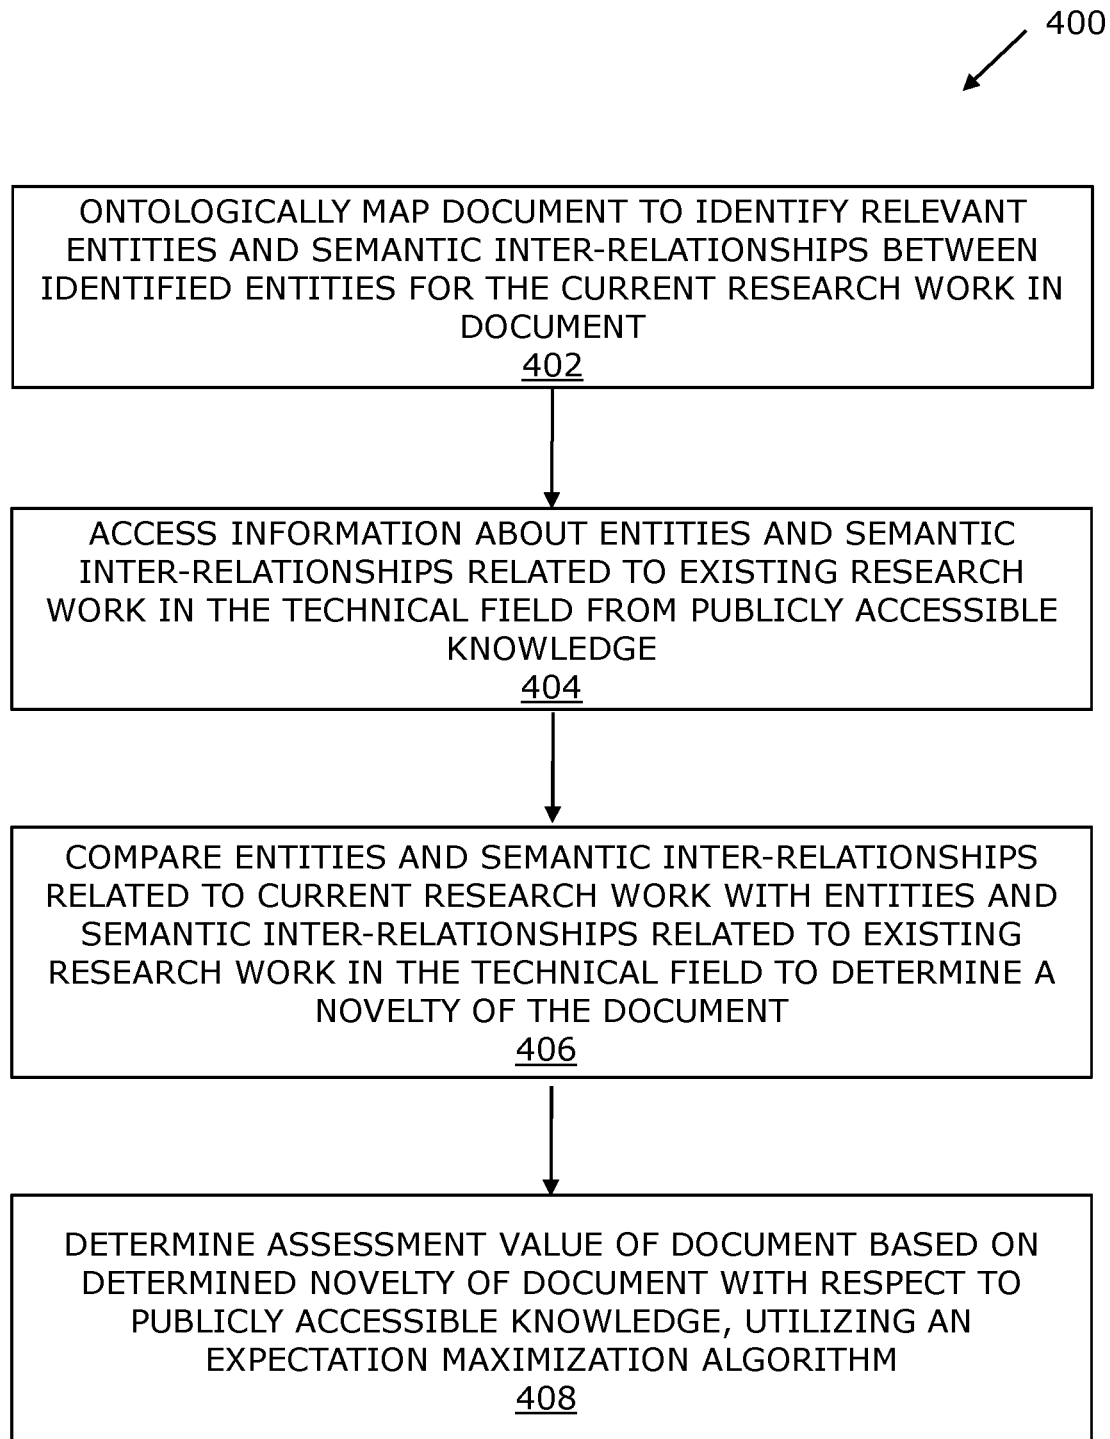 400
ONTOLOGICALLY MAP DOCUMENT TO IDENTIFY RELEVANT
ENTITIES AND SEMANTIC INTER-RELATIONSHIPS BETWEEN
IDENTIFIED ENTITIES FOR THE CURRENT RESEARCH WORK IN
DOCUMENT
402
ACCESS INFORMATION ABOUT ENTITIES AND SEMANTIC
INTER-RELATIONSHIPS RELATED TO EXISTING RESEARCH
WORK IN THE TECHNICAL FIELD FROM PUBLICLY ACCESSIBLE
KNOWLEDGE
404
COMPARE ENTITIES AND SEMANTIC INTER-RELATIONSHIPS
RELATED TO CURRENT RESEARCH WORK WITH ENTITIES AND
SEMANTIC INTER-RELATIONSHIPS RELATED TO EXISTING
RESEARCH WORK IN THE TECHNICAL FIELD TO DETERMINE A
NOVELTY OF THE DOCUMENT
406
DETERMINE ASSESSMENT VALUE OF DOCUMENT BASED ON
DETERMINED NOVELTY OF DOCUMENT WITH RESPECT TO
PUBLICLY ACCESSIBLE KNOWLEDGE, UTILIZING AN
EXPECTATION MAXIMIZATION ALGORITHM
408